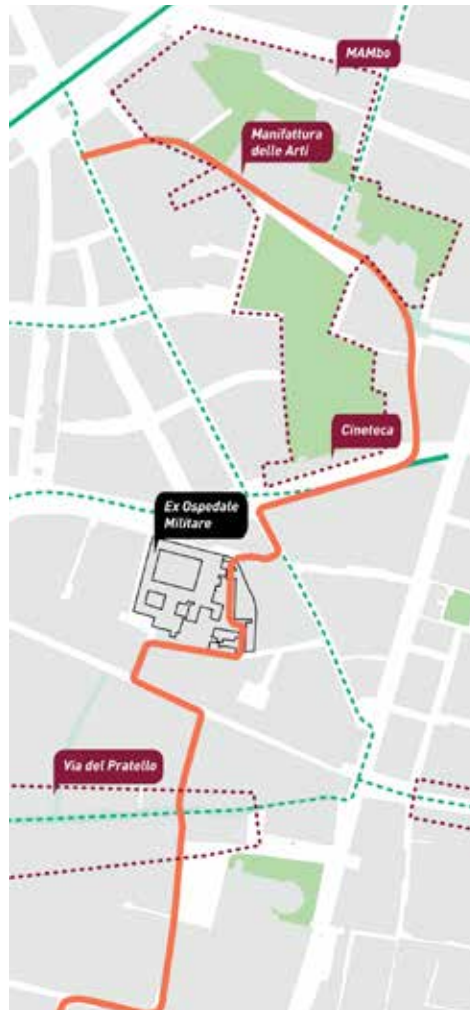 MAMbo
Manifattura
delle Arti
Cineteca
Ex Ospedale
Militare
Via del Pratello